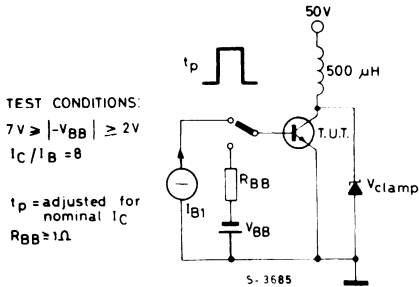 50V
tp
500 μH
TEST CONDITIONS:
7V ⩾ |-VBB| ≥ 2V
IC/IB = 8
T.U.T.
tp = adjusted for
nominal IC
RBB ≥ 1Ω
IB1
RBB
VBB
Vclamp
S-3685